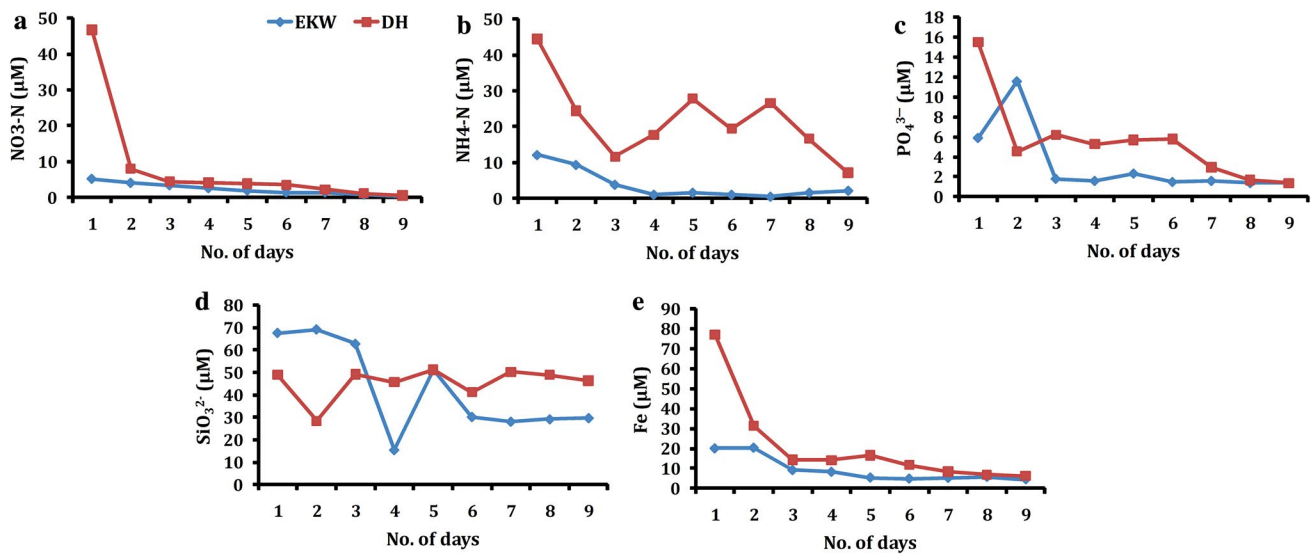 a
EKW
DH
NO3-N (μM)
50
40
30
20
10
0
1 2 3 4 5 6 7 8 9
No. of days
b
NH4-N (μM)
50
40
30
20
10
0
1 2 3 4 5 6 7 8 9
No. of days
c
PO₄³⁻ (μM)
18
16
14
12
10
8
6
4
2
0
1 2 3 4 5 6 7 8 9
No. of days
d
SiO₃²⁻ (μM)
80
70
60
50
40
30
20
10
0
1 2 3 4 5 6 7 8 9
No. of days
e
Fe (μM)
90
80
70
60
50
40
30
20
10
0
1 2 3 4 5 6 7 8 9
No. of days